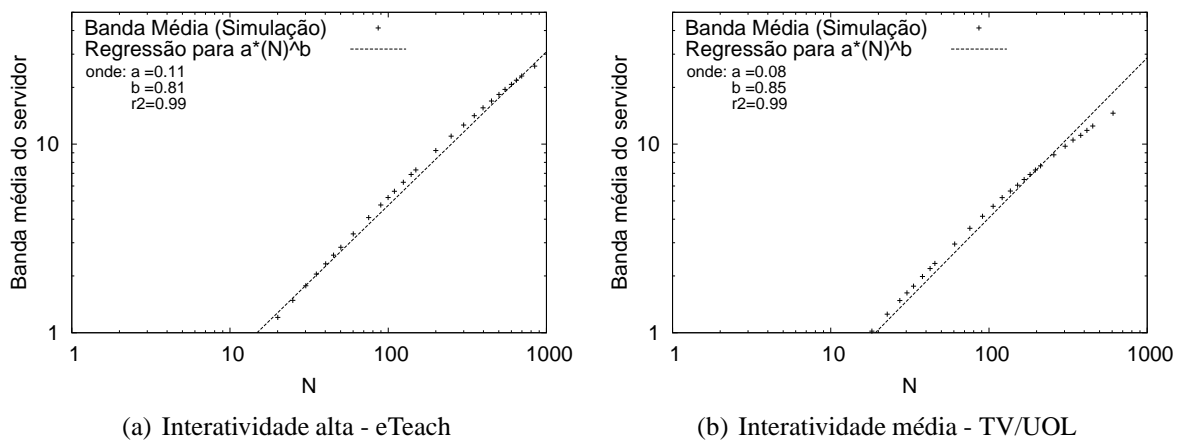 Banda Média (Simulação)
Regressão para a*(N)^b
onde: a =0.11
b =0.81
r2=0.99
10
1
1
10
100
1000
Banda média do servidor
N
(a) Interatividade alta - eTeach
Banda Média (Simulação)
Regressão para a*(N)^b
onde: a =0.08
b =0.85
r2=0.99
10
1
1
10
100
1000
Banda média do servidor
N
(b) Interatividade média - TV/UOL